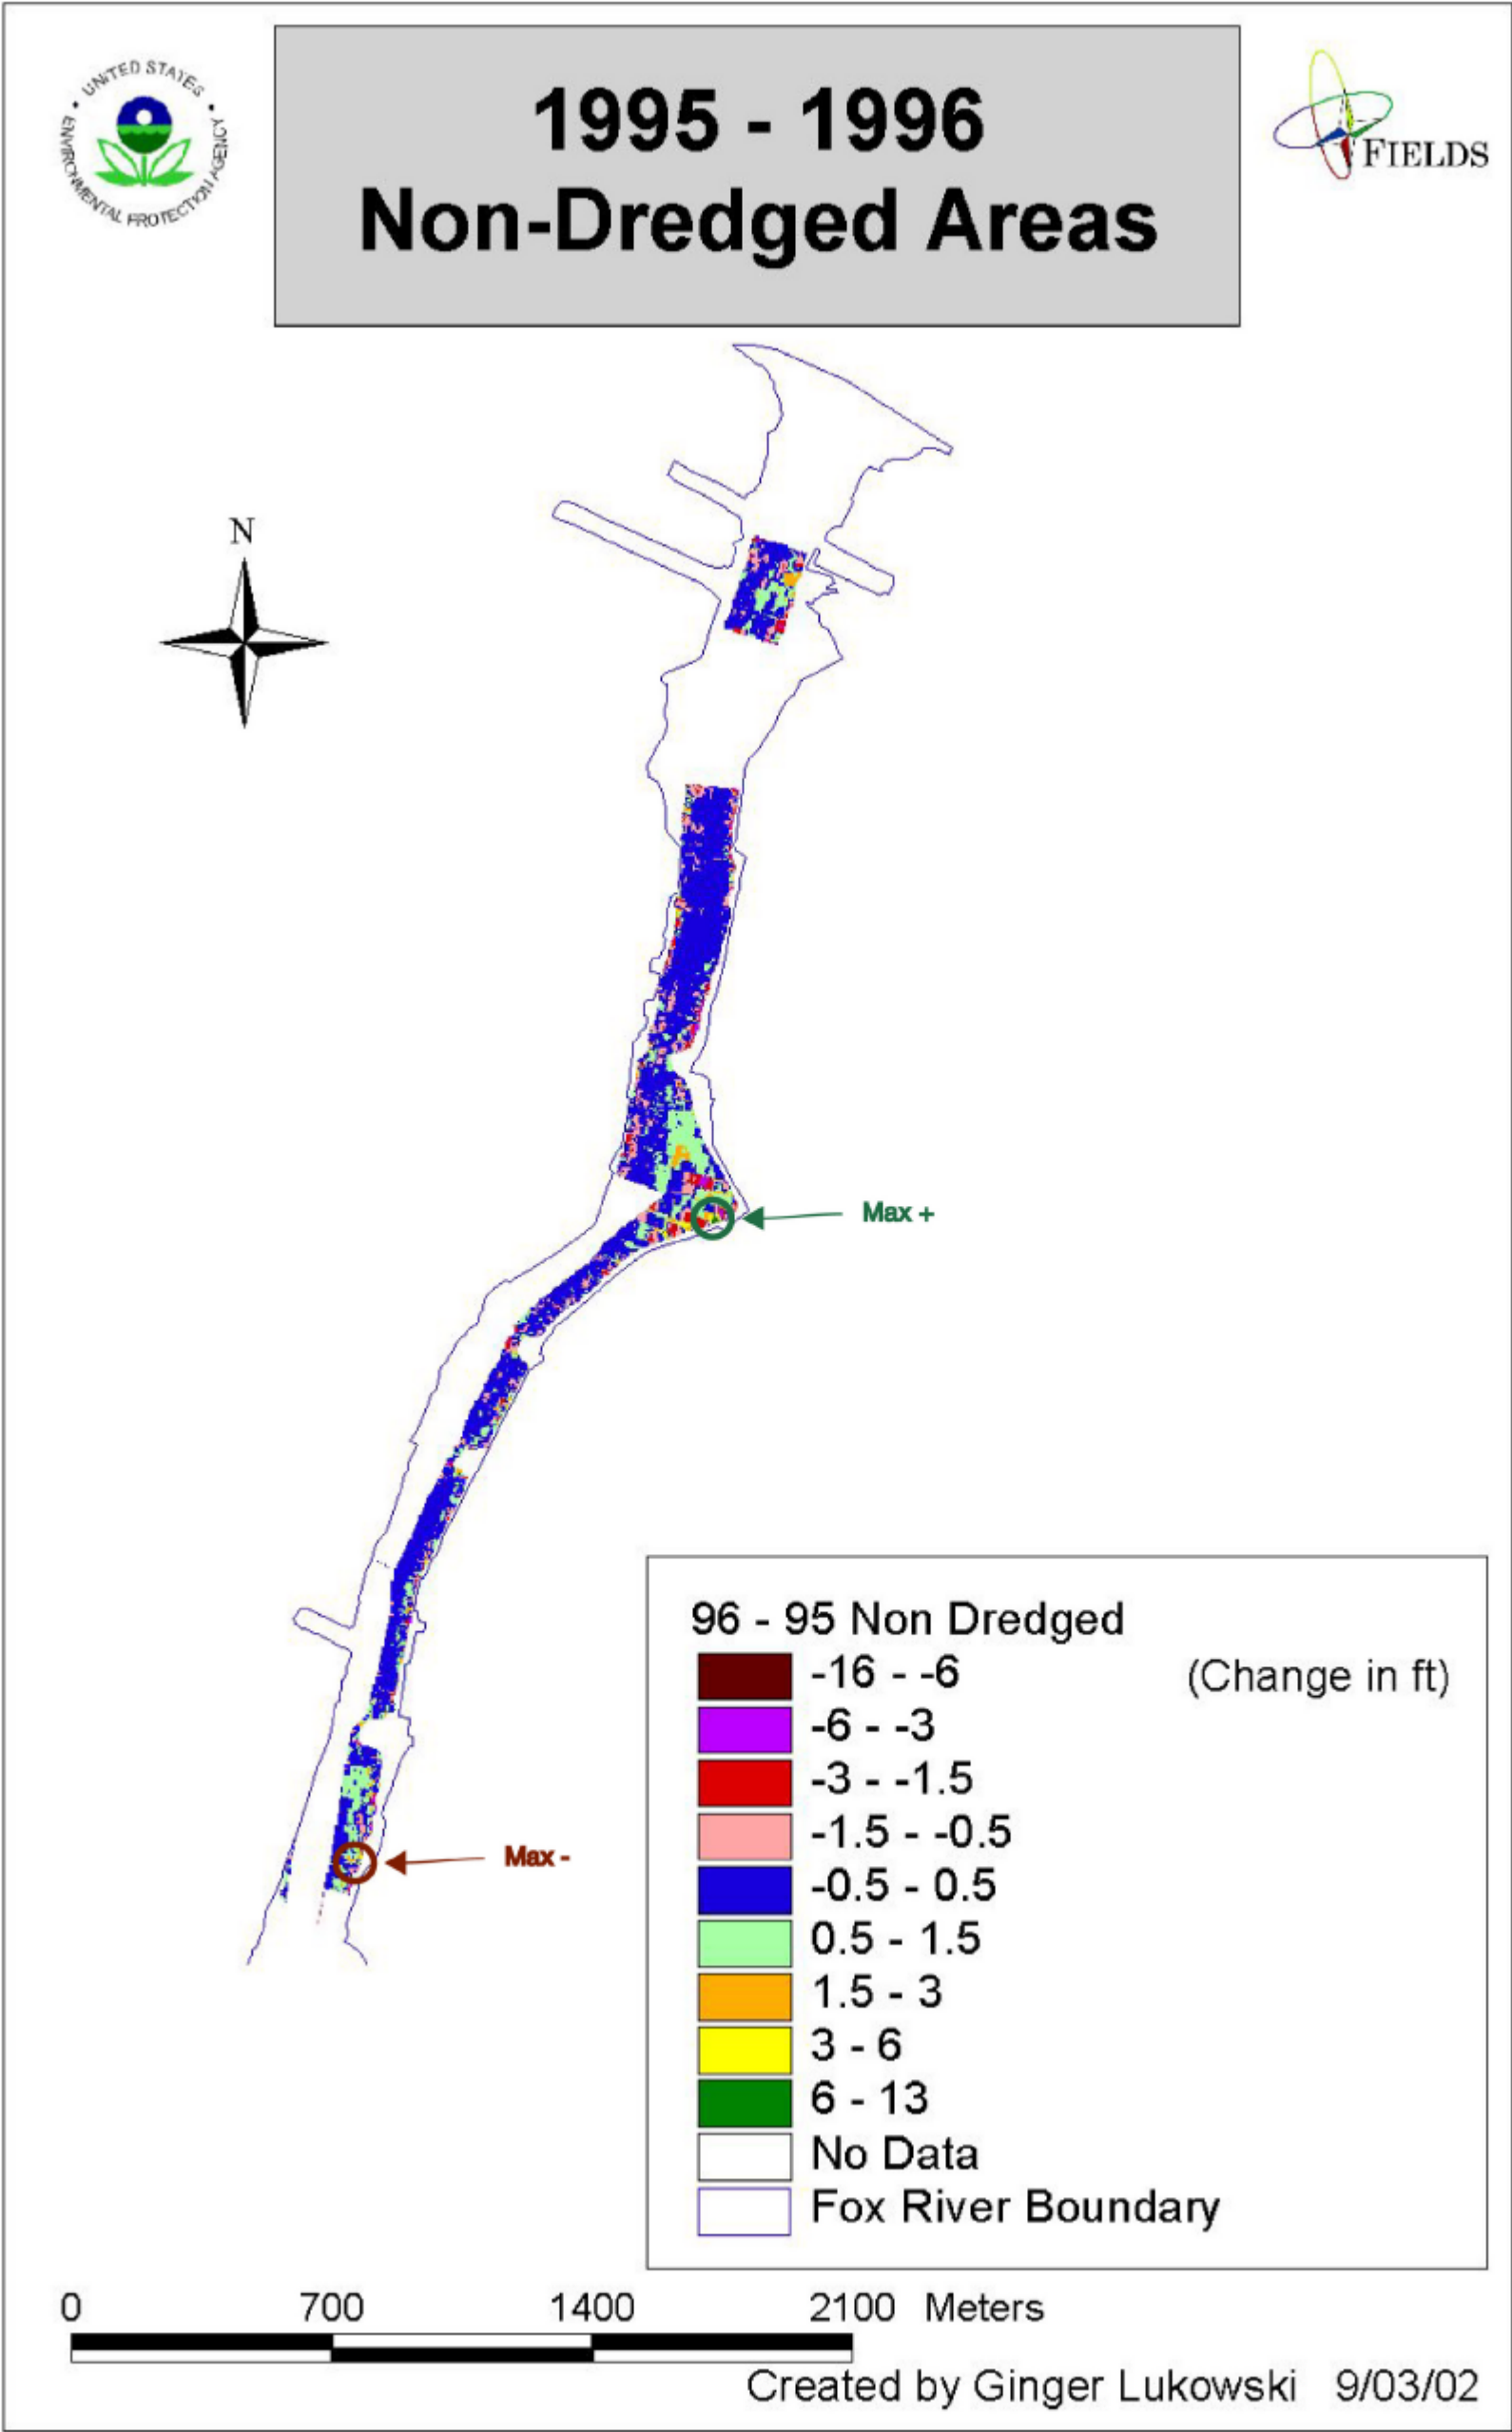 UNITED STATES
ENVIRONMENTAL PROTECTION AGENCY
1995 - 1996
Non-Dredged Areas
FIELDS
N
Max +
Max -
96 - 95 Non Dredged
(Change in ft)
-16 - -6
-6 - -3
-3 - -1.5
-1.5 - -0.5
-0.5 - 0.5
0.5 - 1.5
1.5 - 3
3 - 6
6 - 13
No Data
Fox River Boundary
0 700 1400 2100 Meters
Created by Ginger Lukowski 9/03/02